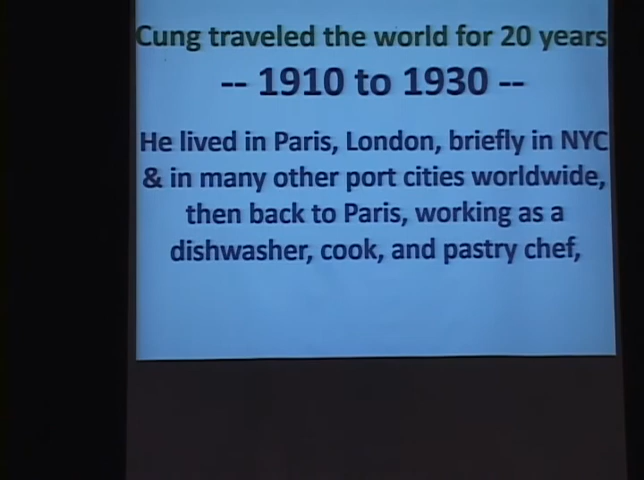 Cung traveled the world for 20 years
-- 1910 to 1930 --
He lived in Paris, London, briefly in NYC
& in many other port cities worldwide,
then back to Paris, working as a
dishwasher, cook, and pastry chef,